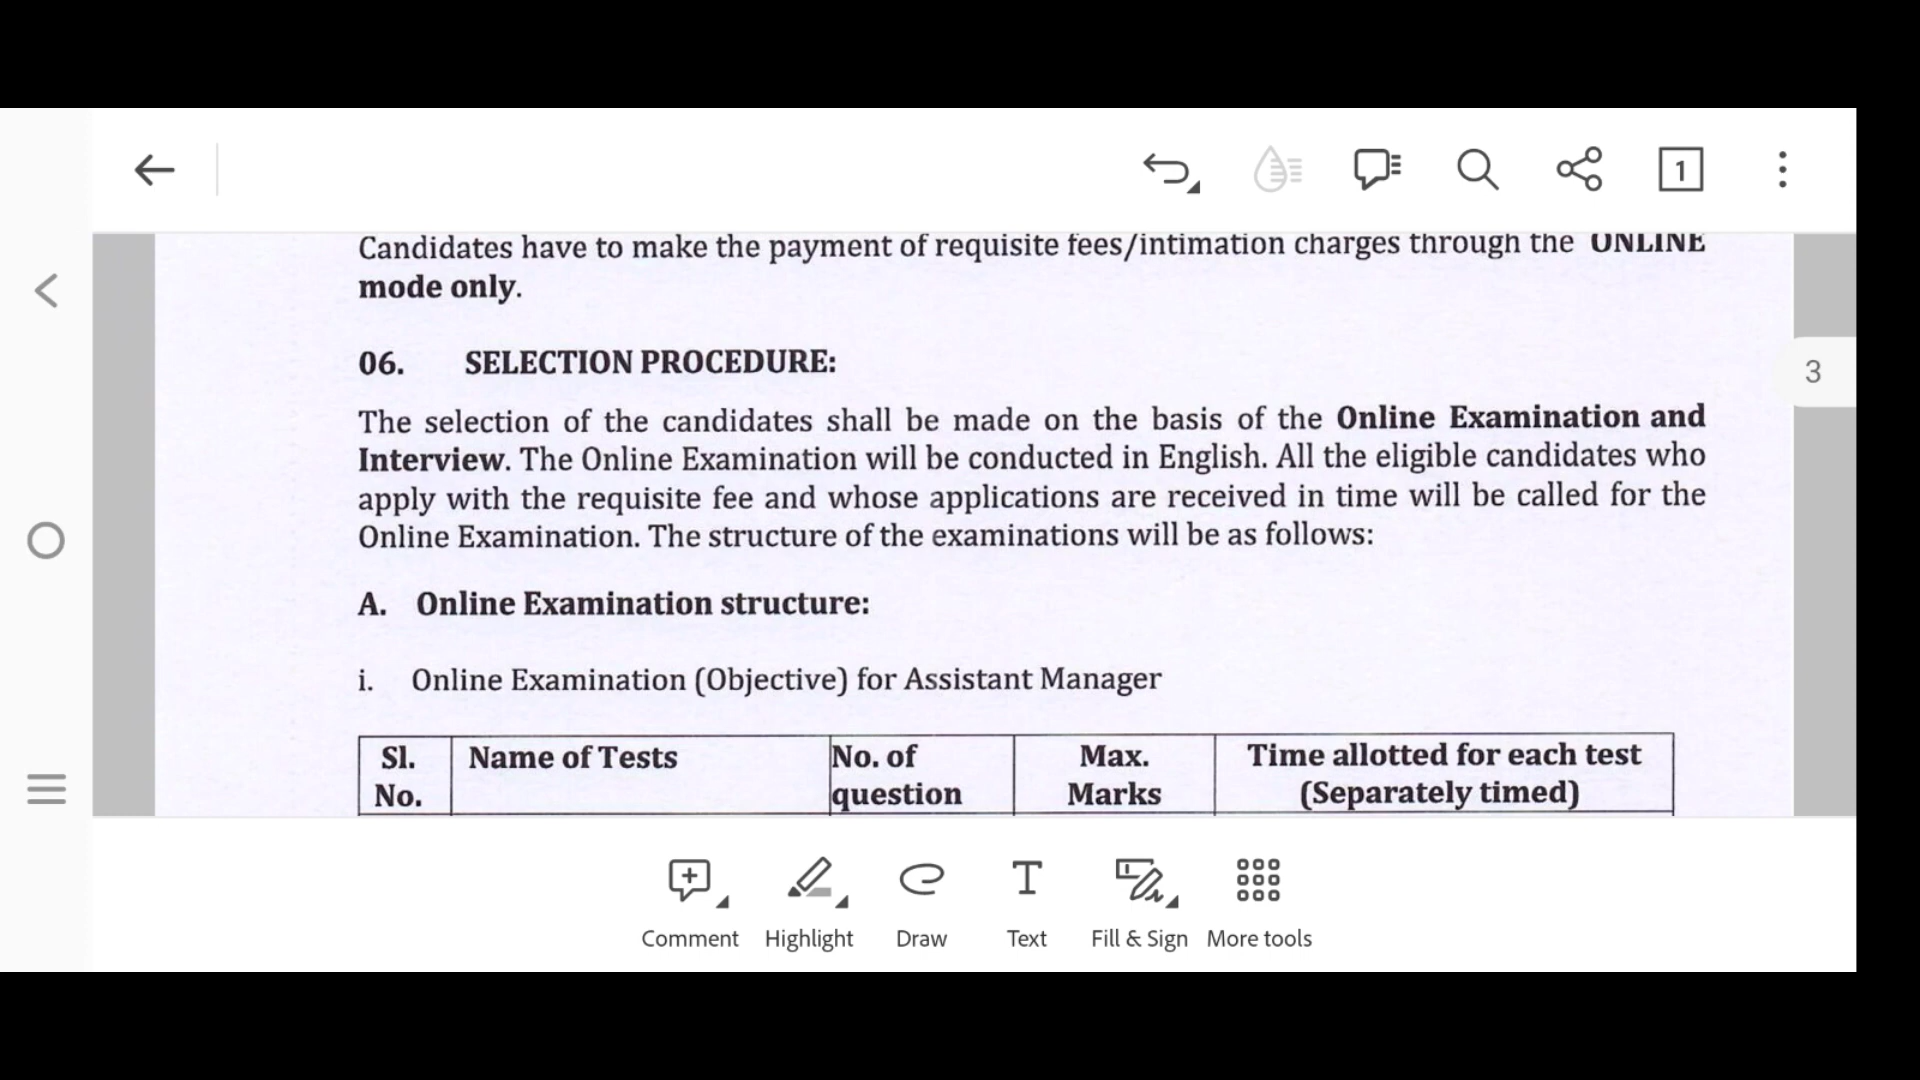 1
Candidates have to make the payment of requisite fees/intimation charges through the ONLINE
mode only.
3
06. SELECTION PROCEDURE:
The selection of the candidates shall be made on the basis of the Online Examination and
Interview. The Online Examination will be conducted in English. All the eligible candidates who
apply with the requisite fee and whose applications are received in time will be called for the
Online Examination. The structure of the examinations will be as follows:
A. Online Examination structure:
i. Online Examination (Objective) for Assistant Manager
Sl. No. Name of Tests No. of question Max. Marks Time allotted for each test (Separately timed)
Comment Highlight Draw Text Fill & Sign More tools